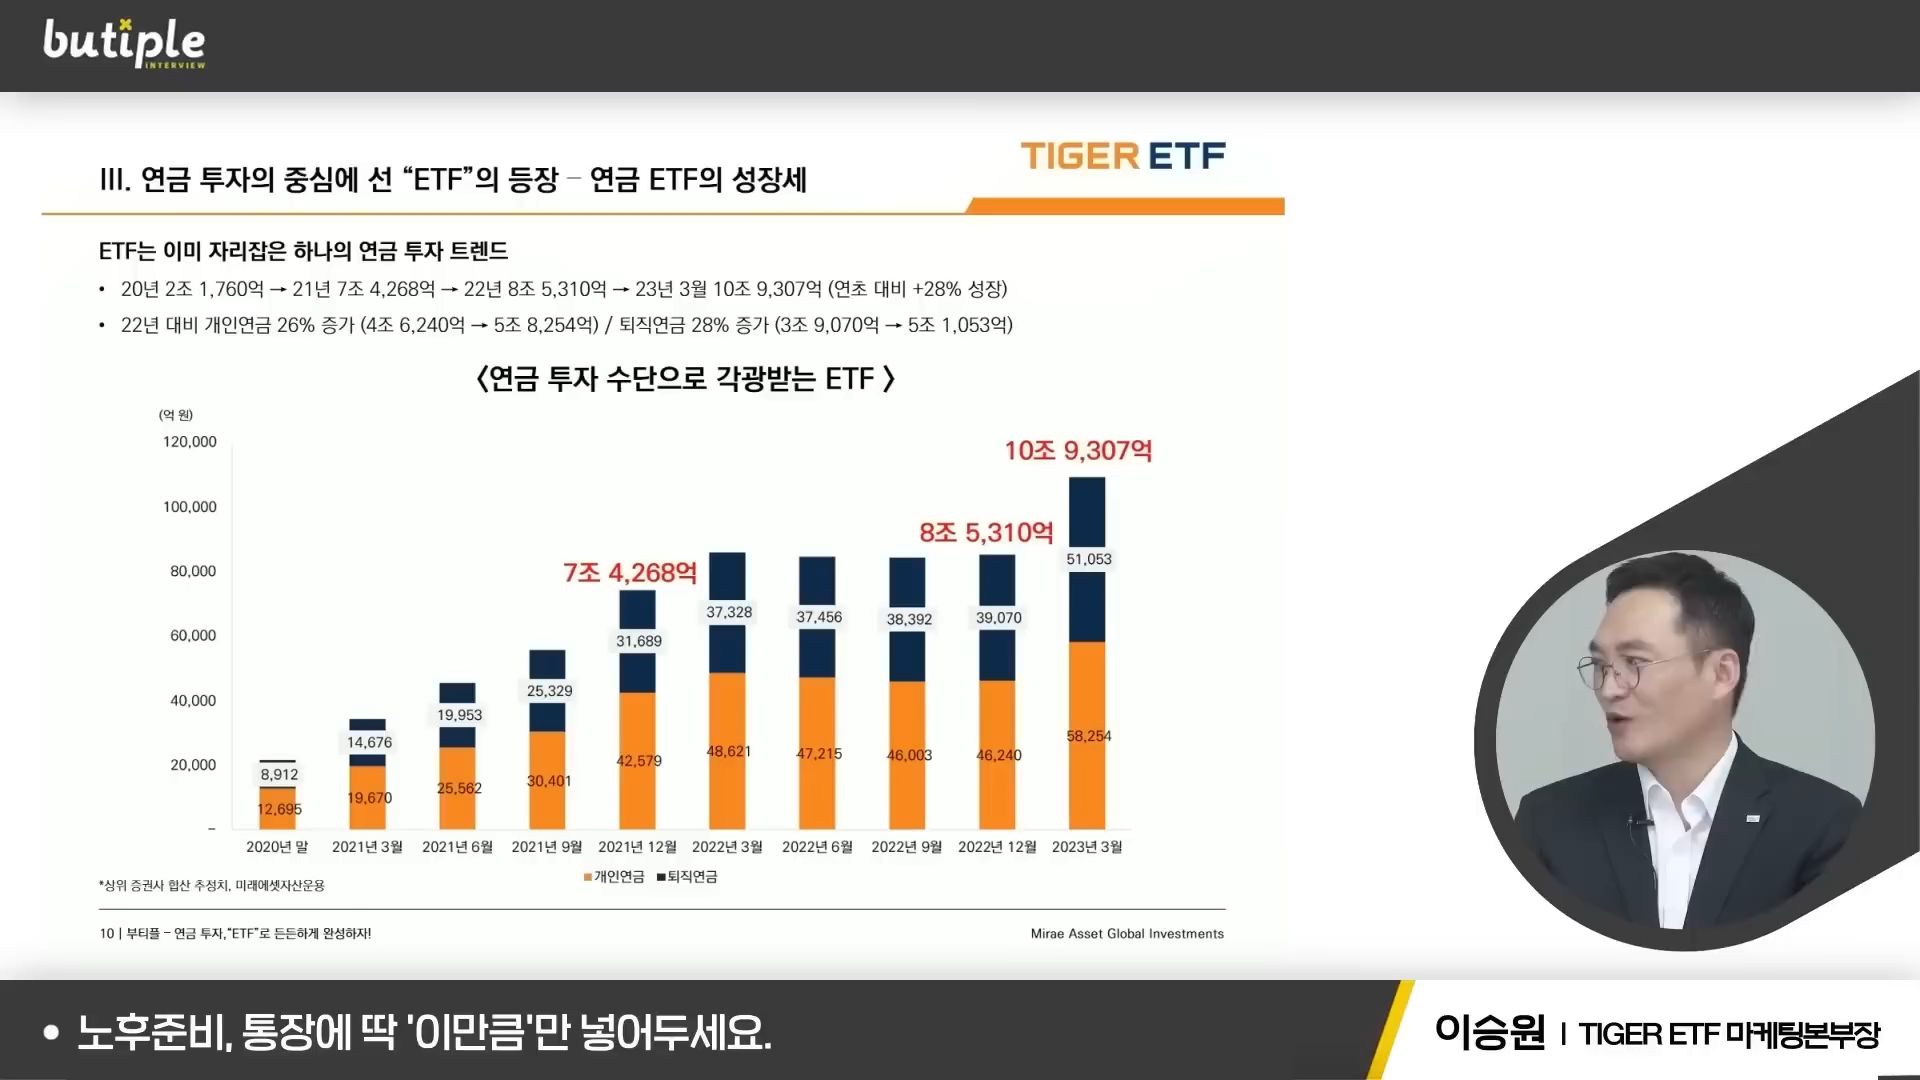 butiple
INTERVIEW
TIGER ETF
III. 연금 투자의 중심에 선 “ETF”의 등장 – 연금 ETF의 성장세
ETF는 이미 자리잡은 하나의 연금 투자 트렌드
• 20년 2조 1,760억 → 21년 7조 4,268억 → 22년 8조 5,310억 → 23년 3월 10조 9,307억 (연초 대비 +28% 성장)
• 22년 대비 개인연금 26% 증가 (4조 6,240억 → 5조 8,254억) / 퇴직연금 28% 증가 (3조 9,070억 → 5조 1,053억)
〈연금 투자 수단으로 각광받는 ETF 〉
(억 원)
120,000
100,000
80,000
60,000
40,000
20,000
–
7조 4,268억
8조 5,310억
10조 9,307억
8,912
14,676
19,953
25,329
31,689
37,328
37,456
38,392
39,070
51,053
12,695
19,670
25,562
30,401
42,579
48,621
47,215
46,003
46,240
58,254
2020년 말
2021년 3월
2021년 6월
2021년 9월
2021년 12월
2022년 3월
2022년 6월
2022년 9월
2022년 12월
2023년 3월
개인연금 퇴직연금
*상위 증권사 합산 추정치, 미래에셋자산운용
10 | 부티플 – 연금 투자,“ETF”로 든든하게 완성하자!
Mirae Asset Global Investments
• 노후준비, 통장에 딱 '이만큼'만 넣어두세요.
이승원 | TIGER ETF 마케팅본부장